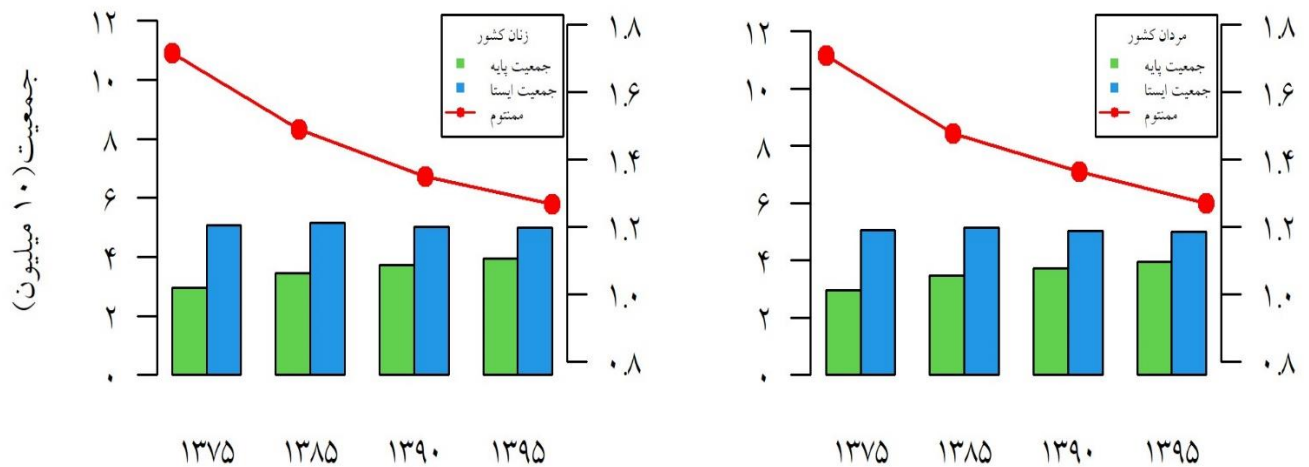 جمعیت(۱۰ میلیون)
۱۲
۱۰
۸
۶
۴
۲
۰
زنان کشور
جمعیت پایه
جمعیت ایستا
ممنتوم
۱.۸
۱.۶
۱.۴
۱.۲
۱.۰
۰.۸
۱۳۷۵ ۱۳۸۵ ۱۳۹۰ ۱۳۹۵
۱۲
۱۰
۸
۶
۴
۲
۰
مردان کشور
جمعیت پایه
جمعیت ایستا
ممنتوم
۱.۸
۱.۶
۱.۴
۱.۲
۱.۰
۰.۸
۱۳۷۵ ۱۳۸۵ ۱۳۹۰ ۱۳۹۵